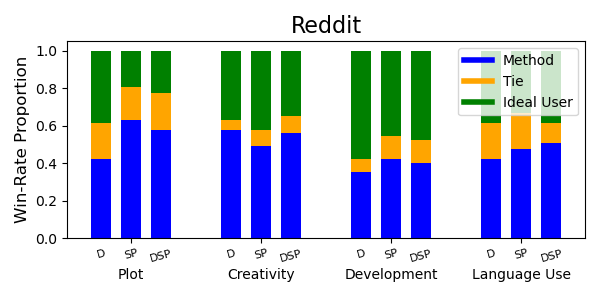 Reddit
Win-Rate Proportion
1.0
0.8
0.6
0.4
0.2
0.0
Method
Tie
Ideal User
D SP DSP D SP DSP D SP DSP D SP DSP
Plot Creativity Development Language Use